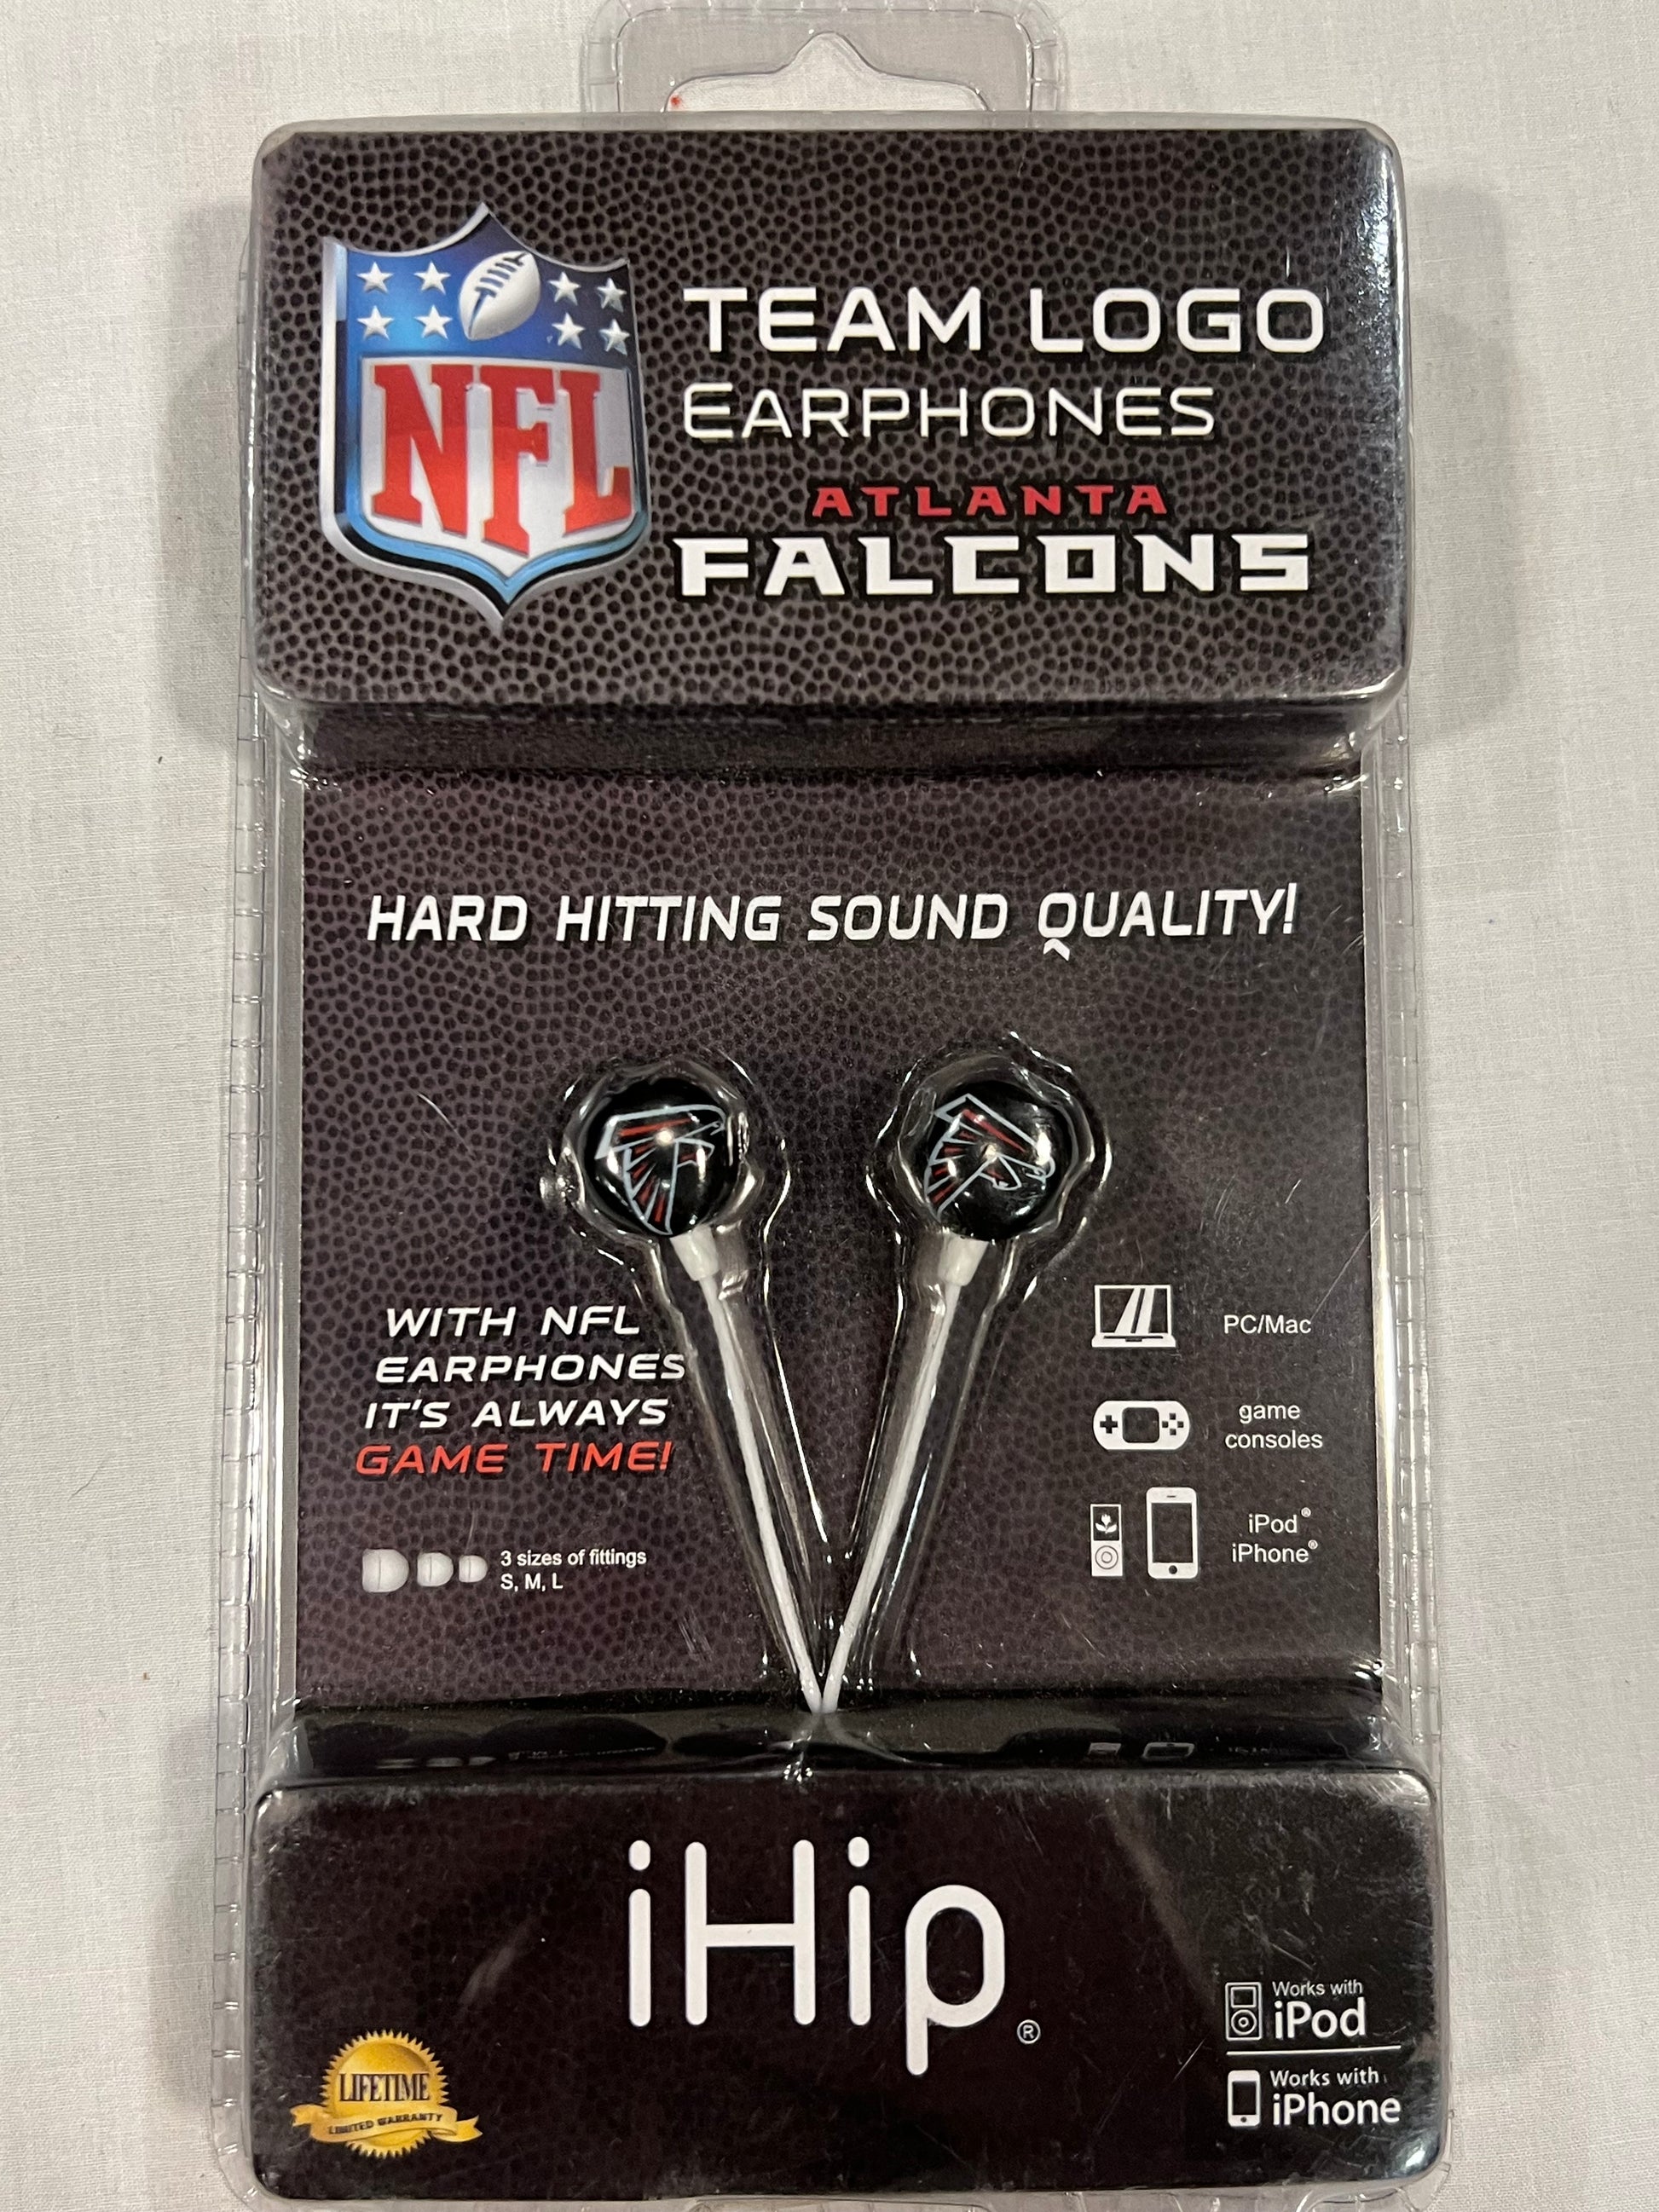 NFL
TEAM LOGO
EARPHONES
ATLANTA
FALCONS
HARD HITTING SOUND QUALITY!
WITH NFL
EARPHONES
IT'S ALWAYS
GAME TIME!
3 sizes of fittings
S, M, L
PC/Mac
game
consoles
iPod®
iPhone®
iHip®
LIFETIME
LIMITED WARRANTY
Works with
iPod
Works with
iPhone